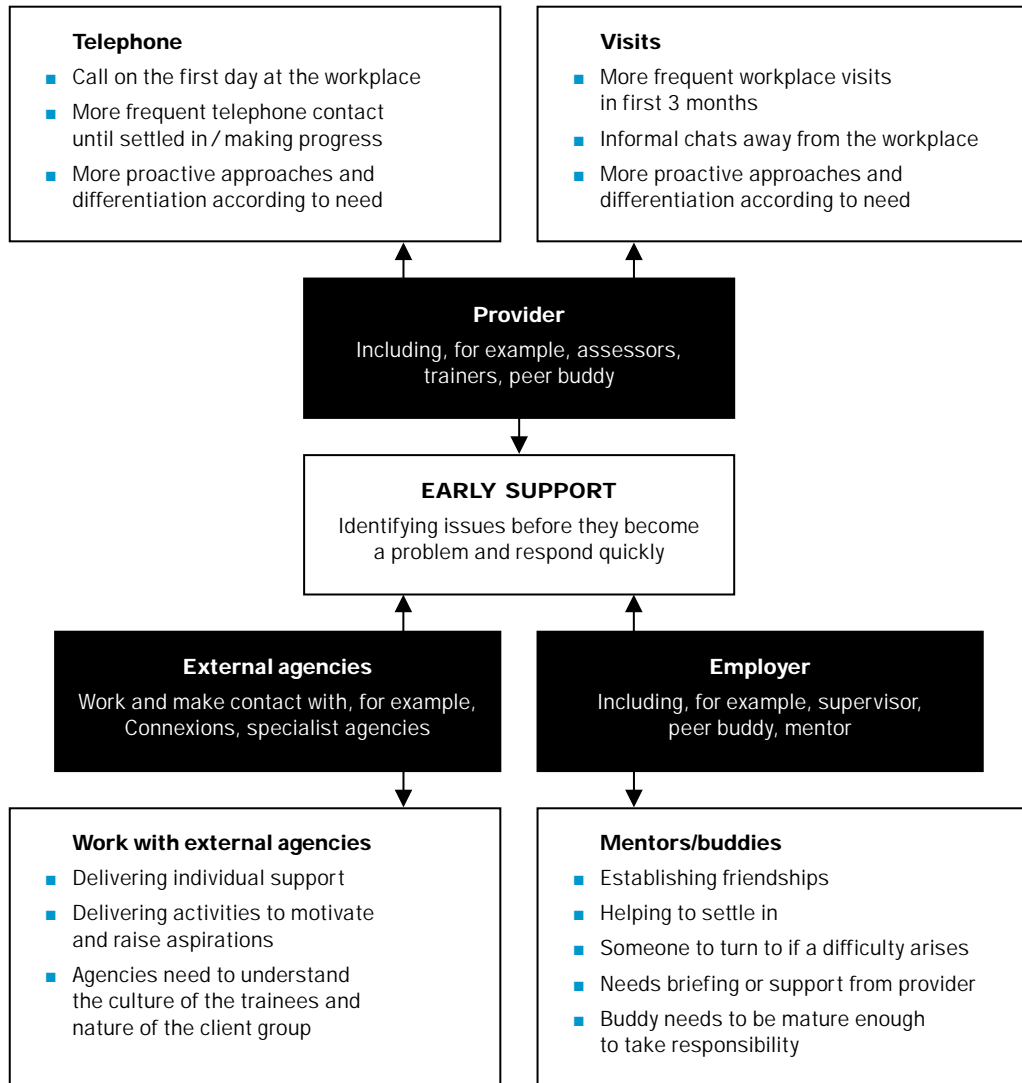 Telephone
■ Call on the first day at the workplace
■ More frequent telephone contact
until settled in / making progress
■ More proactive approaches and
differentiation according to need
Visits
■ More frequent workplace visits
in first 3 months
■ Informal chats away from the workplace
■ More proactive approaches and
differentiation according to need
Provider
Including, for example, assessors,
trainers, peer buddy
EARLY SUPPORT
Identifying issues before they become
a problem and respond quickly
External agencies
Work and make contact with, for example,
Connexions, specialist agencies
Employer
Including, for example, supervisor,
peer buddy, mentor
Work with external agencies
■ Delivering individual support
■ Delivering activities to motivate
and raise aspirations
■ Agencies need to understand
the culture of the trainees and
nature of the client group
Mentors/buddies
■ Establishing friendships
■ Helping to settle in
■ Someone to turn to if a difficulty arises
■ Needs briefing or support from provider
■ Buddy needs to be mature enough
to take responsibility